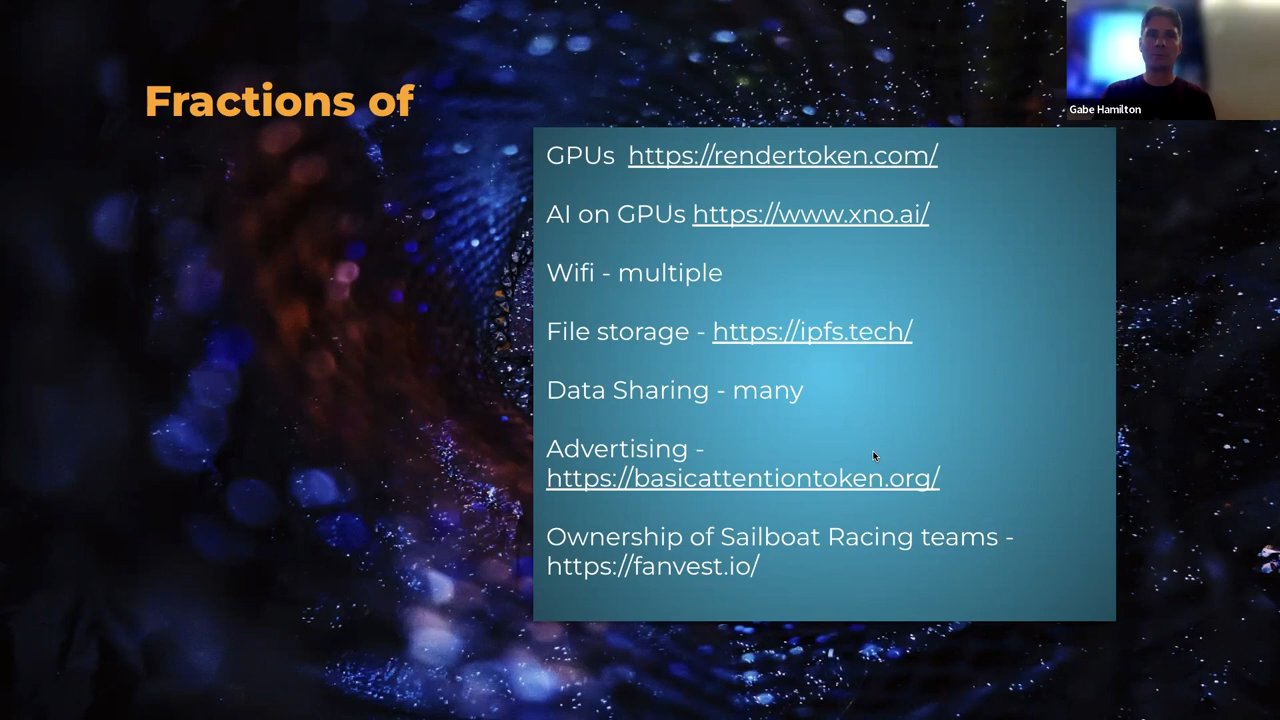 Fractions of
Gabe Hamilton
GPUs  https://rendertoken.com/
AI on GPUs https://www.xno.ai/
Wifi - multiple
File storage - https://ipfs.tech/
Data Sharing - many
Advertising -
https://basicattentiontoken.org/
Ownership of Sailboat Racing teams -
https://fanvest.io/